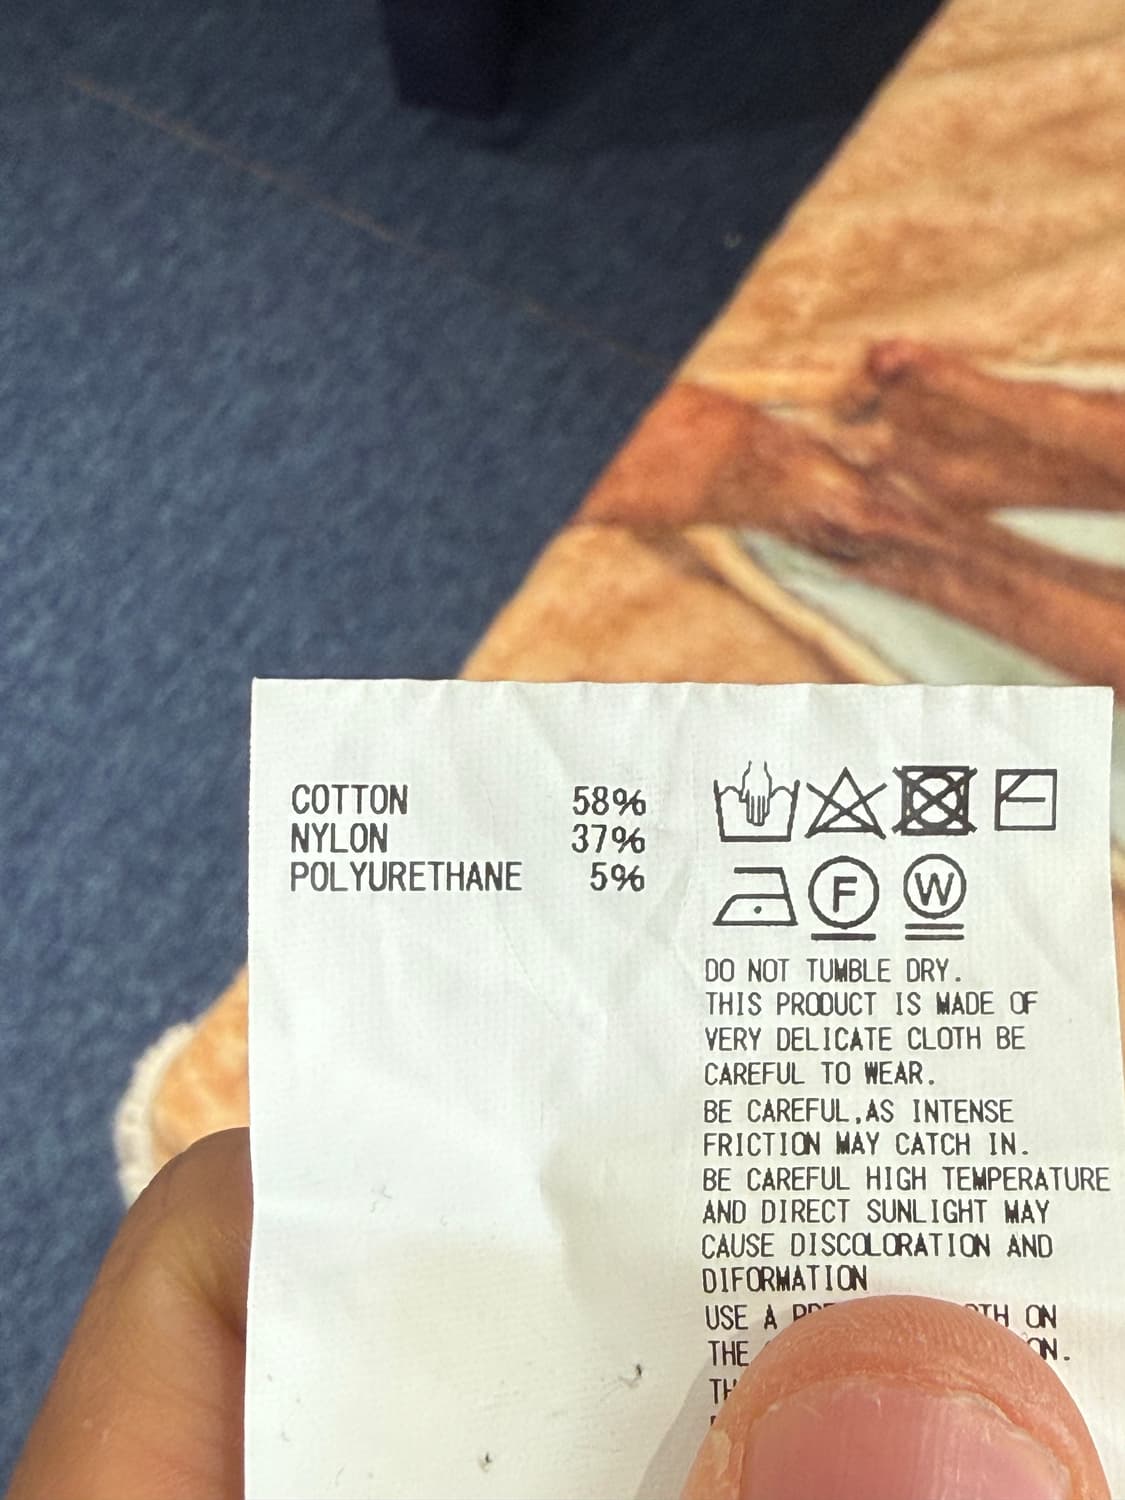 COTTON 58%
NYLON 37%
POLYURETHANE 5%
F W
DO NOT TUMBLE DRY.
THIS PRODUCT IS MADE OF
VERY DELICATE CLOTH BE
CAREFUL TO WEAR.
BE CAREFUL,AS INTENSE
FRICTION MAY CATCH IN.
BE CAREFUL HIGH TEMPERATURE
AND DIRECT SUNLIGHT MAY
CAUSE DISCOLORATION AND
DIFORMATION
USE A ON
THE